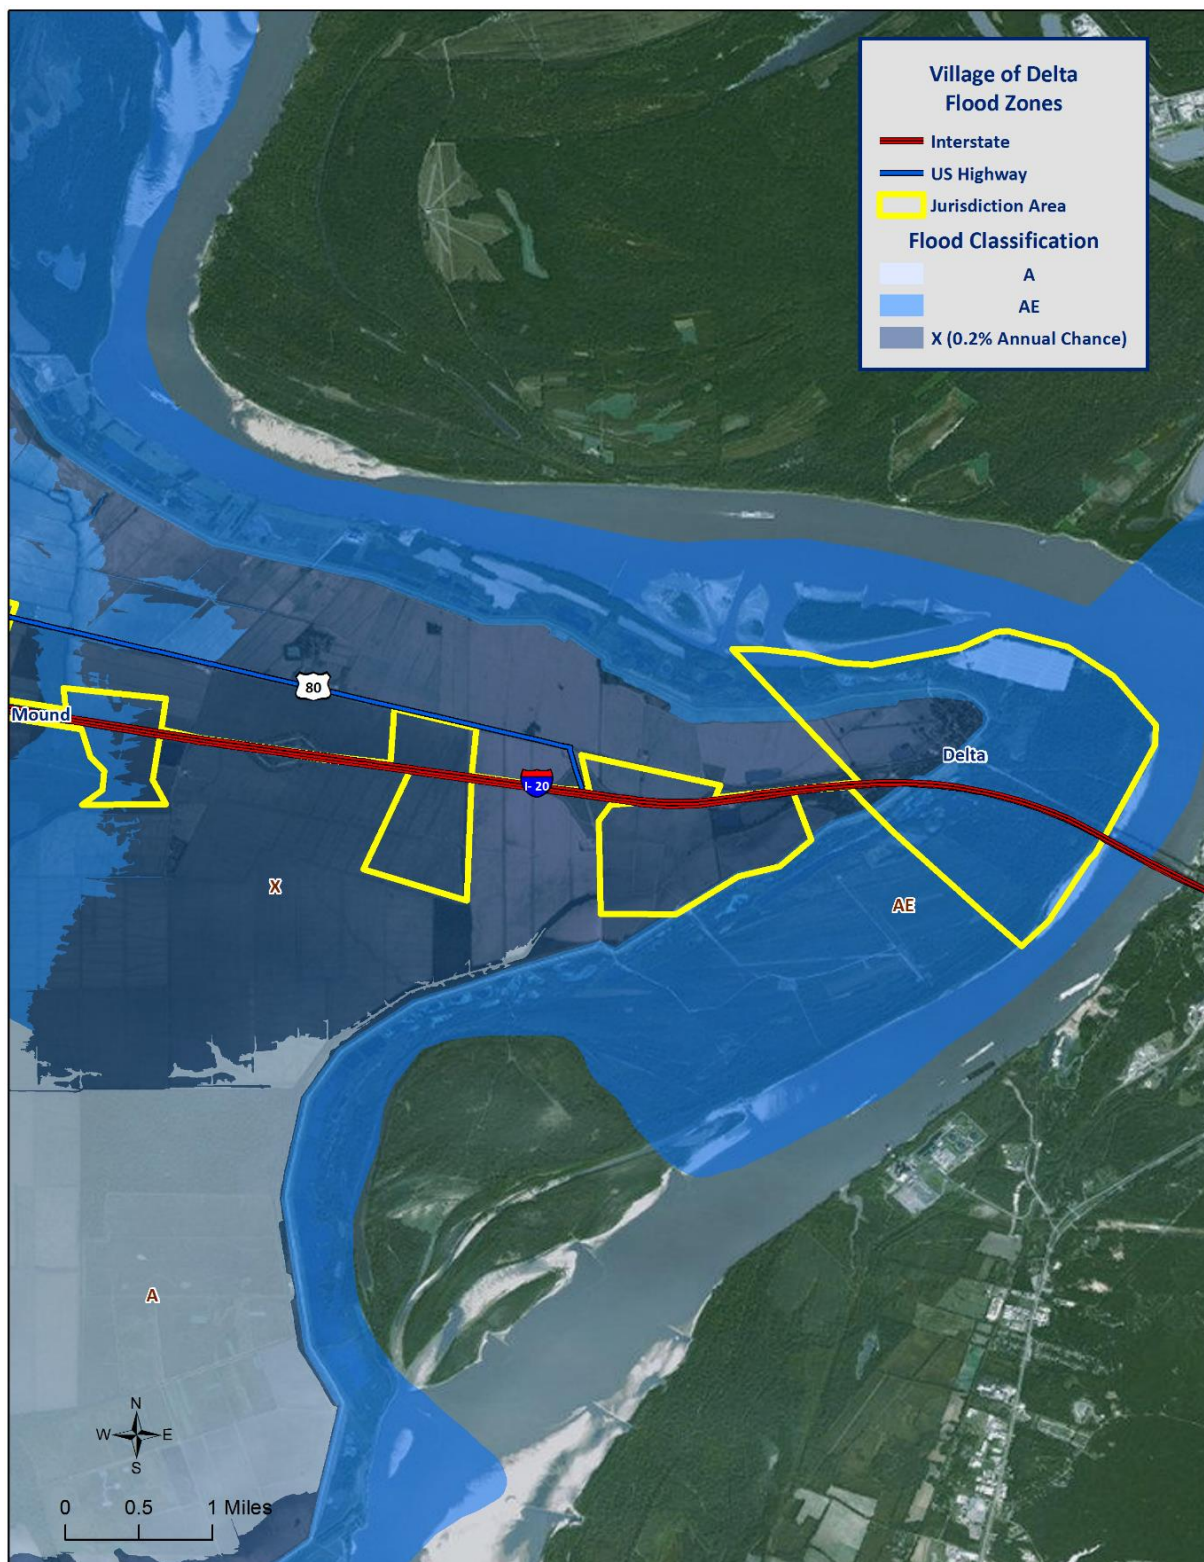 Village of Delta
Flood Zones
Interstate
US Highway
Jurisdiction Area
Flood Classification
A
AE
X (0.2% Annual Chance)
80
Mound
I-20
Delta
X
AE
A
N
W E
S
0 0.5 1 Miles